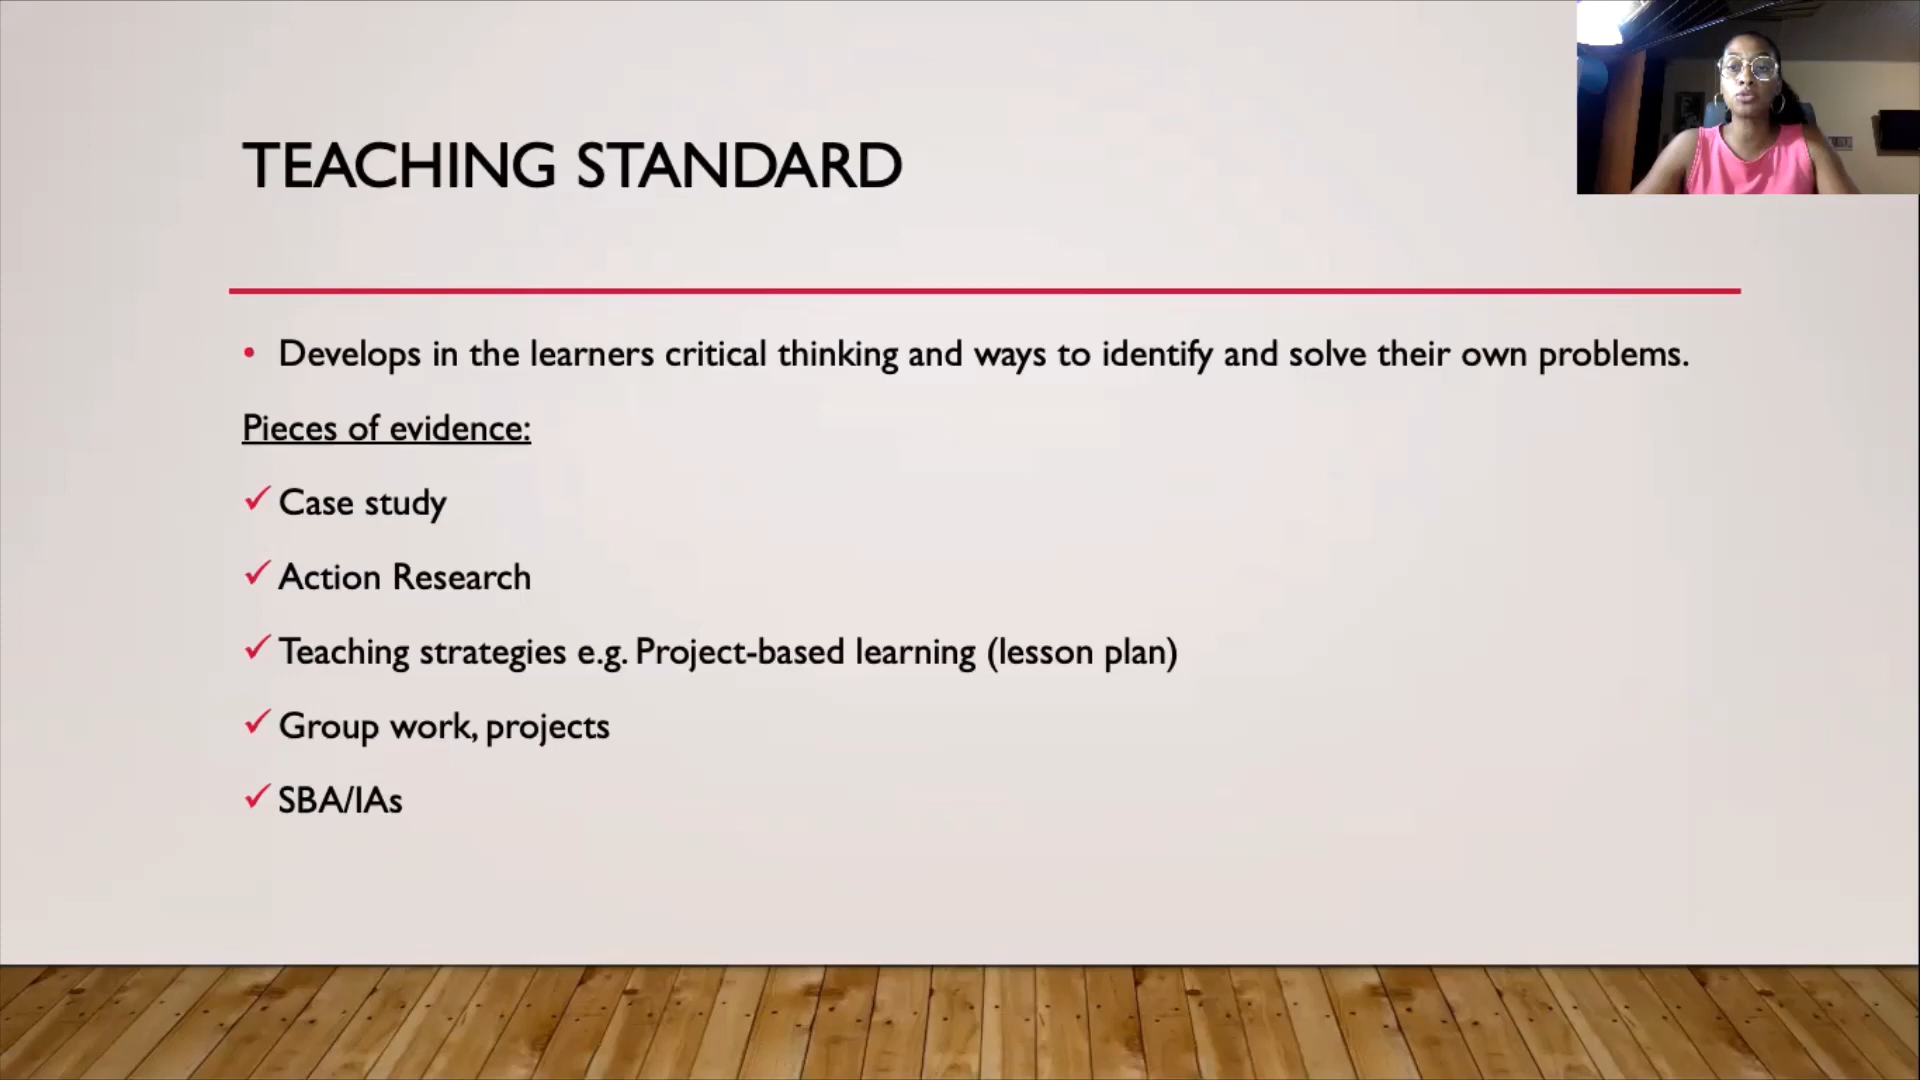 TEACHING STANDARD
• Develops in the learners critical thinking and ways to identify and solve their own problems.
Pieces of evidence:
✓ Case study
✓ Action Research
✓ Teaching strategies e.g. Project-based learning (lesson plan)
✓ Group work, projects
✓ SBA/IAs